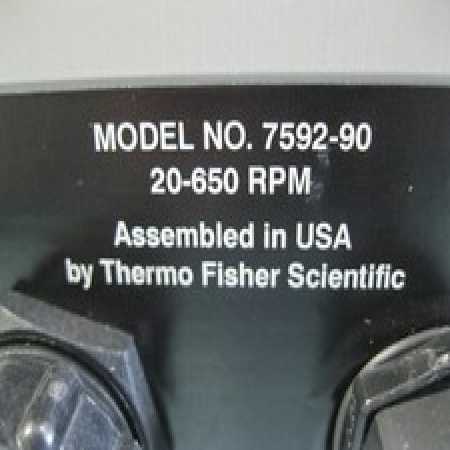 MODEL NO. 7592-90
20-650 RPM
Assembled in USA
by Thermo Fisher Scientific